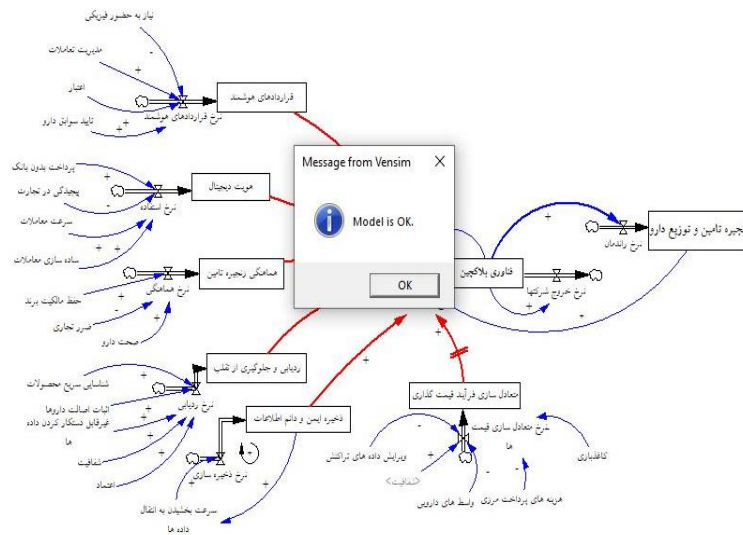 نیاز به حضور فیزیکی
مدیریت تعاملات
اعتبار
تایید سوابق دارو
نرخ قراردادهای هوشمند
قراردادهای هوشمند
پرداخت بدون بانک
پیچیدگی در تجارت
سرعت معاملات
ساده سازی معاملات
نرخ استفاده
هویت دیجیتال
Message from Vensim
Model is OK.
OK
نجیره تامین و توزیع دارو
نرخ راندمان
فناوری بلاکچین
نرخ خروج شرکتها
هماهنگی زنجیره تامین
نرخ هماهنگی
حفظ مالکیت برند
ضرر تجاری
صحت دارو
ردیابی و جلوگیری از تقلب
شناسایی سریع محصولات
اثبات اصالت داروها
نرخ ردیابی
غیرقابل دستکار کردن داده
ها
شفافیت
اعتماد
ذخیره ایمن و دائم اطلاعات
نرخ ذخیره سازی
سرعت بخشیدن به انتقال
داده ها
متعادل سازی فرآیند قیمت گذاری
نرخ متعادل سازی قیمت
ها
کاغذبازی
ویرایش داده های تراکنش
<شفافیت>
واسط های دارویی
هزینه های پرداخت مرزی